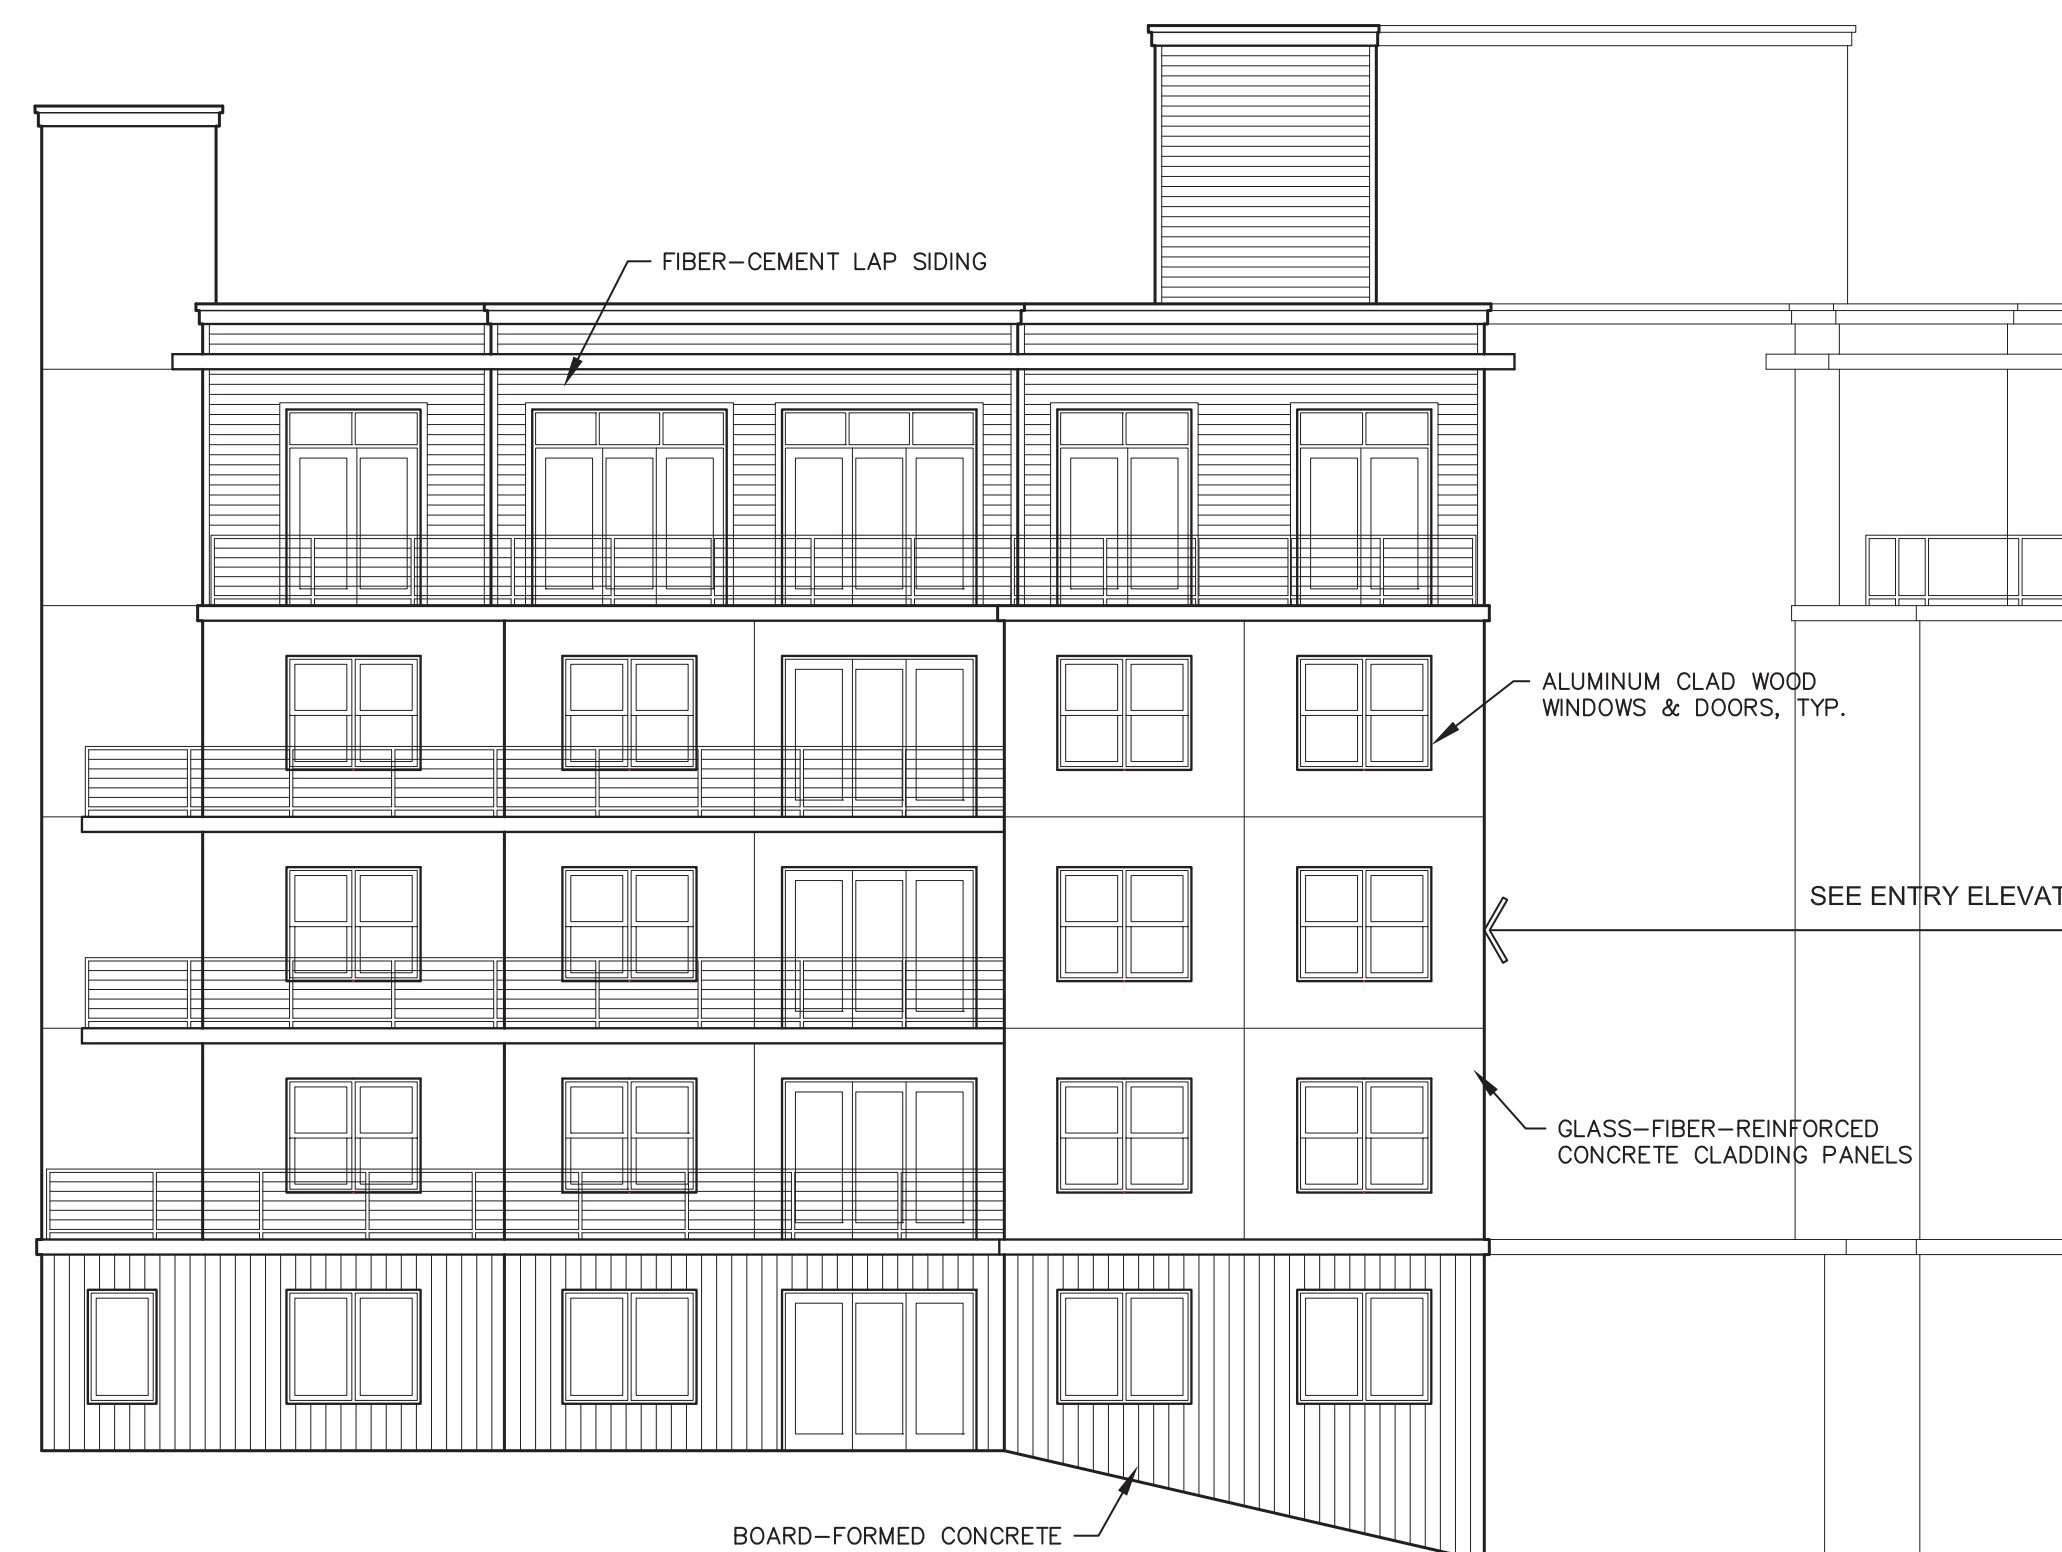 FIBER-CEMENT LAP SIDING
ALUMINUM CLAD WOOD
WINDOWS & DOORS, TYP.
SEE ENTRY ELEVAT
GLASS-FIBER-REINFORCED
CONCRETE CLADDING PANELS
BOARD-FORMED CONCRETE